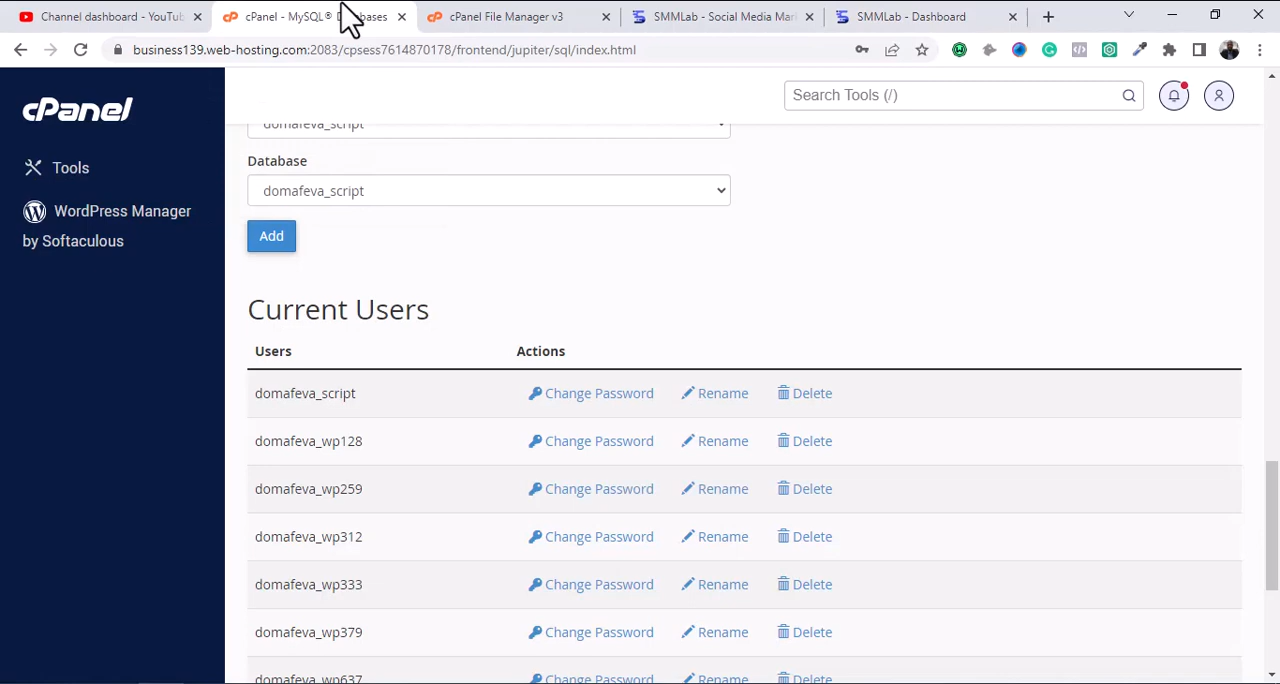 Channel dashboard - YouTub
cPanel - MySQL® Databases
cPanel File Manager v3
SMMLab - Social Media Mark
SMMLab - Dashboard
business139.web-hosting.com:2083/cpsess7614870178/frontend/jupiter/sql/index.html
cPanel
Search Tools (/)
Tools
WordPress Manager
by Softaculous
domafeva_script
Database
domafeva_script
Add
Current Users
Users Actions
domafeva_script Change Password Rename Delete
domafeva_wp128 Change Password Rename Delete
domafeva_wp259 Change Password Rename Delete
domafeva_wp312 Change Password Rename Delete
domafeva_wp333 Change Password Rename Delete
domafeva_wp379 Change Password Rename Delete
domafeva_wp637 Change Password Rename Delete